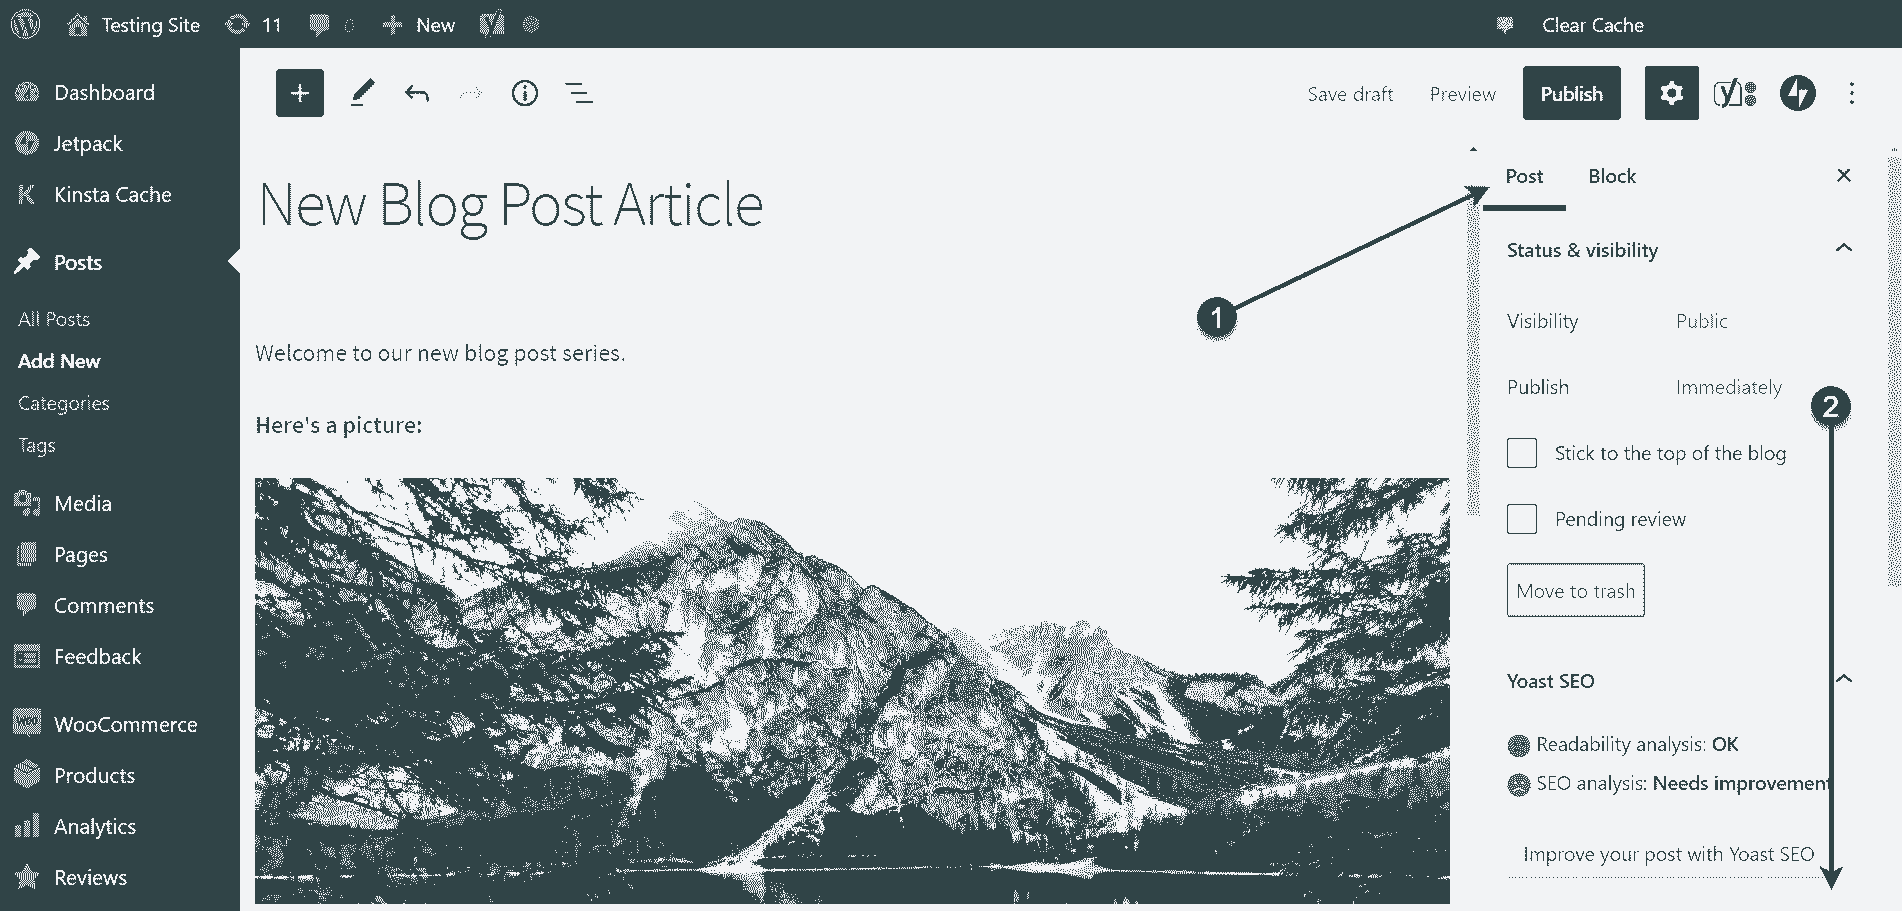 Testing Site 11 0 New Clear Cache
Dashboard
Jetpack
Kinsta Cache
Posts
All Posts
Add New
Categories
Tags
Media
Pages
Comments
Feedback
WooCommerce
Products
Analytics
Reviews
Save draft Preview Publish
New Blog Post Article
Welcome to our new blog post series.
Here's a picture:
1
Post Block
Status & visibility
Visibility Public
Publish Immediately
2
Stick to the top of the blog
Pending review
Move to trash
Yoast SEO
Readability analysis: OK
SEO analysis: Needs improvement
Improve your post with Yoast SEO